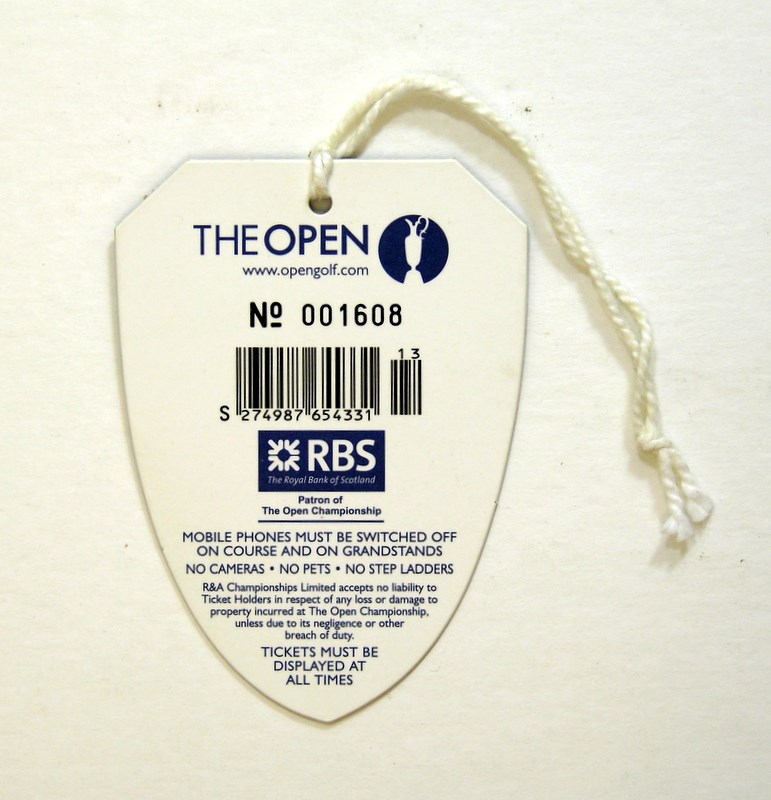 THE OPEN
www.opengolf.com
Nº 001608
13
S 274987 654331
RBS
The Royal Bank of Scotland
Patron of
The Open Championship
MOBILE PHONES MUST BE SWITCHED OFF
ON COURSE AND ON GRANDSTANDS
NO CAMERAS • NO PETS • NO STEP LADDERS
R&A Championships Limited accepts no liability to
Ticket Holders in respect of any loss or damage to
property incurred at The Open Championship,
unless due to its negligence or other
breach of duty.
TICKETS MUST BE
DISPLAYED AT
ALL TIMES